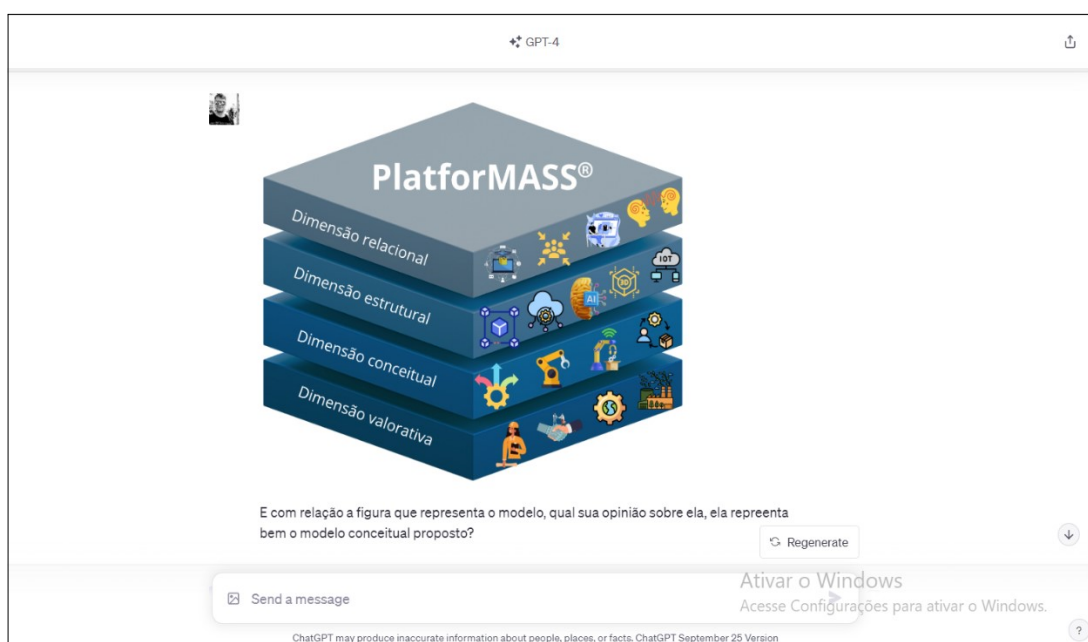 GPT-4
PlatforMASS®
Dimensão relacional
IOT
Dimensão estrutural
AI
3D
Dimensão conceitual
Dimensão valorativa
E com relação a figura que representa o modelo, qual sua opinião sobre ela, ela repreenta
bem o modelo conceitual proposto?
Regenerate
Send a message
Ativar o Windows
Acesse Configurações para ativar o Windows.
ChatGPT may produce inaccurate information about people, places, or facts. ChatGPT September 25 Version
?